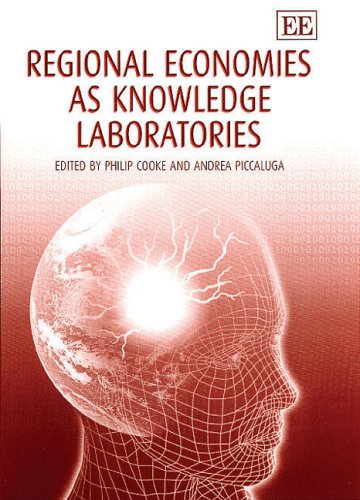 EE
REGIONAL ECONOMIES
AS KNOWLEDGE
LABORATORIES
EDITED BY PHILIP COOKE AND ANDREA PICCALUGA